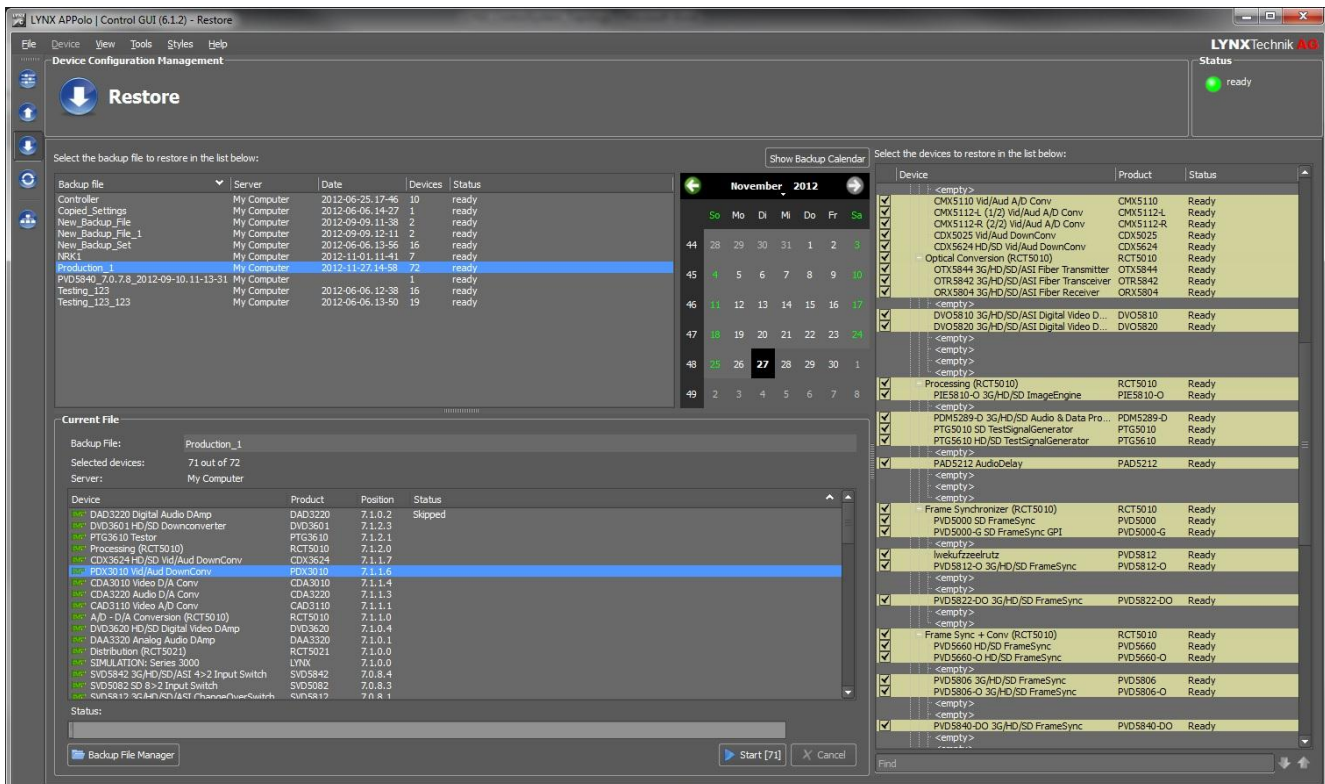 LYNX APPolo | Control GUI (6.1.2) - Restore
File Device View Tools Styles Help
LYNXTechnik AG
Device Configuration Management
Restore
Status
ready
Select the backup file to restore in the list below:
Show Backup Calendar
Backup file Server Date Devices Status
Controller My Computer 2012-06-25.17-46 10 ready
Copied_Settings My Computer 2012-06-06.14-27 1 ready
New_Backup_File My Computer 2012-09-09.11-38 2 ready
New_Backup_File_1 My Computer 2012-09-09.12-11 2 ready
New_Backup_Set My Computer 2012-06-06.13-56 16 ready
NRK1 My Computer 2012-11-01.11-41 7 ready
Production_1 My Computer 2012-11-27.14-58 72 ready
PVD5840_7.0.7.8_2012-09-10.11-13-31 My Computer 1 ready
Testing_123 My Computer 2012-06-06.12-38 16 ready
Testing_123_123 My Computer 2012-06-06.13-50 19 ready
November 2012
So Mo Di Mi Do Fr Sa
44 28 29 30 31 1 2 3
45 4 5 6 7 8 9 10
46 11 12 13 14 15 16 17
47 18 19 20 21 22 23 24
48 25 26 27 28 29 30 1
49 2 3 4 5 6 7 8
Current File
Backup File: Production_1
Selected devices: 71 out of 72
Server: My Computer
Device Product Position Status
DAD3220 Digital Audio DAmp DAD3220 7.1.0.2 Skipped
DVD3601 HD/SD Downconverter DVD3601 7.1.2.3
PTG3610 Testor PTG3610 7.1.2.1
Processing (RCT5010) RCT5010 7.1.2.0
CDX3624 HD/SD Vid/Aud DownConv CDX3624 7.1.1.7
PDX3010 Vid/Aud DownConv PDX3010 7.1.1.6
CDA3010 Video D/A Conv CDA3010 7.1.1.4
CDA3220 Audio D/A Conv CDA3220 7.1.1.3
CAD3110 Video A/D Conv CAD3110 7.1.1.1
A/D - D/A Conversion (RCT5010) RCT5010 7.1.1.0
DVD3620 HD/SD Digital Video DAmp DVD3620 7.1.0.4
DAA3320 Analog Audio DAmp DAA3320 7.1.0.1
Distribution (RCT5021) RCT5021 7.1.0.0
SIMULATION: Series 3000 LYNX 7.1.0.0
SVD5842 3G/HD/SD/ASI 4>2 Input Switch SVD5842 7.0.8.4
SVD5082 SD 8>2 Input Switch SVD5082 7.0.8.3
SVD5812 3G/HD/SD/ASI ChangeOverSwitch SVD5812 7.0.8.1
Status:
Backup File Manager
Start [71]
Cancel
Select the devices to restore in the list below:
Device Product Status
<empty>
CMX5110 Vid/Aud A/D Conv CMX5110 Ready
CMX5112-L (1/2) Vid/Aud A/D Conv CMX5112-L Ready
CMX5112-R (2/2) Vid/Aud A/D Conv CMX5112-R Ready
CDX5025 Vid/Aud DownConv CDX5025 Ready
CDX5624 HD/SD Vid/Aud DownConv CDX5624 Ready
Optical Conversion (RCT5010) RCT5010 Ready
OTX5844 3G/HD/SD/ASI Fiber Transmitter OTX5844 Ready
OTR5842 3G/HD/SD/ASI Fiber Transceiver OTR5842 Ready
ORX5804 3G/HD/SD/ASI Fiber Receiver ORX5804 Ready
<empty>
DVO5810 3G/HD/SD/ASI Digital Video D... DVO5810 Ready
DVO5820 3G/HD/SD/ASI Digital Video D... DVO5820 Ready
<empty>
<empty>
<empty>
<empty>
Processing (RCT5010) RCT5010 Ready
PIE5810-O 3G/HD/SD ImageEngine PIE5810-O Ready
<empty>
PDM5289-D 3G/HD/SD Audio & Data Pro... PDM5289-D Ready
PTG5010 SD TestSignalGenerator PTG5010 Ready
PTG5610 HD/SD TestSignalGenerator PTG5610 Ready
<empty>
PAD5212 AudioDelay PAD5212 Ready
<empty>
<empty>
<empty>
Frame Synchronizer (RCT5010) RCT5010 Ready
PVD5000 SD FrameSync PVD5000 Ready
PVD5000-G SD FrameSync GPI PVD5000-G Ready
<empty>
lwekufzzeelrutz PVD5812 Ready
PVD5812-O 3G/HD/SD FrameSync PVD5812-O Ready
<empty>
<empty>
PVD5822-DO 3G/HD/SD FrameSync PVD5822-DO Ready
<empty>
<empty>
Frame Sync + Conv (RCT5010) RCT5010 Ready
PVD5660 HD/SD FrameSync PVD5660 Ready
PVD5660-O HD/SD FrameSync PVD5660-O Ready
<empty>
PVD5806 3G/HD/SD FrameSync PVD5806 Ready
PVD5806-O 3G/HD/SD FrameSync PVD5806-O Ready
<empty>
<empty>
PVD5840-DO 3G/HD/SD FrameSync PVD5840-DO Ready
<empty>
Find